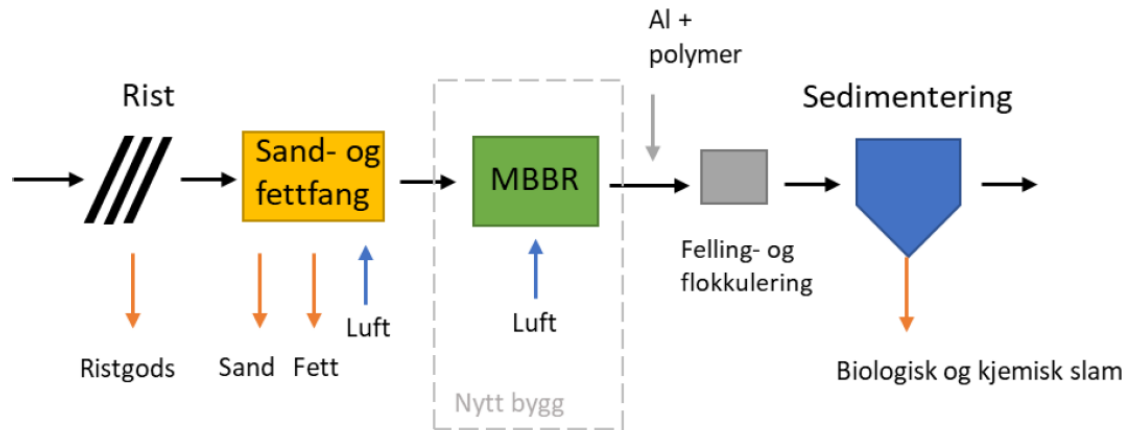 Al +
polymer
Rist
Sedimentering
Sand- og
fettfang
MBBR
Felling- og
flokkulering
Luft
Luft
Ristgods
Sand
Fett
Biologisk og kjemisk slam
Nytt bygg